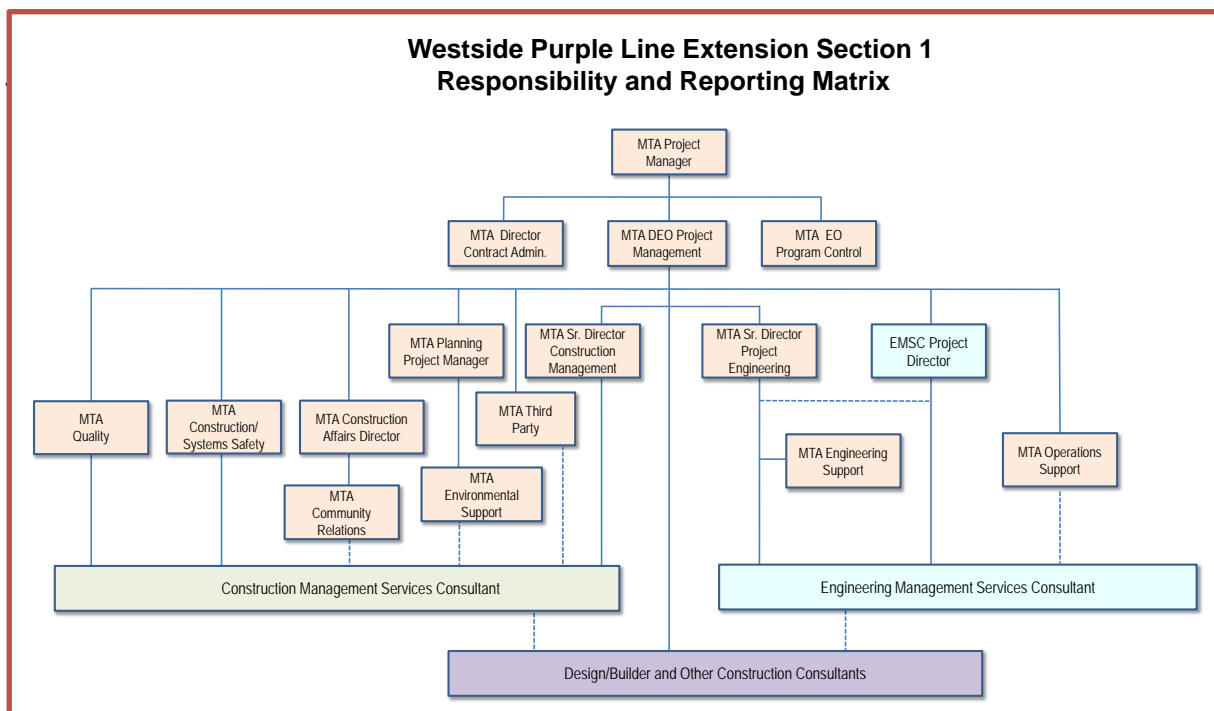 Westside Purple Line Extension Section 1
Responsibility and Reporting Matrix
MTA Project
Manager
MTA Director
Contract Admin.
MTA DEO Project
Management
MTA EO
Program Control
MTA Planning
Project Manager
MTA Sr. Director
Construction
Management
MTA Sr. Director
Project
Engineering
EMSC Project
Director
MTA
Quality
MTA
Construction/
Systems Safety
MTA Construction
Affairs Director
MTA Third
Party
MTA Engineering
Support
MTA Operations
Support
MTA
Community
Relations
MTA
Environmental
Support
Construction Management Services Consultant
Engineering Management Services Consultant
Design/Builder and Other Construction Consultants